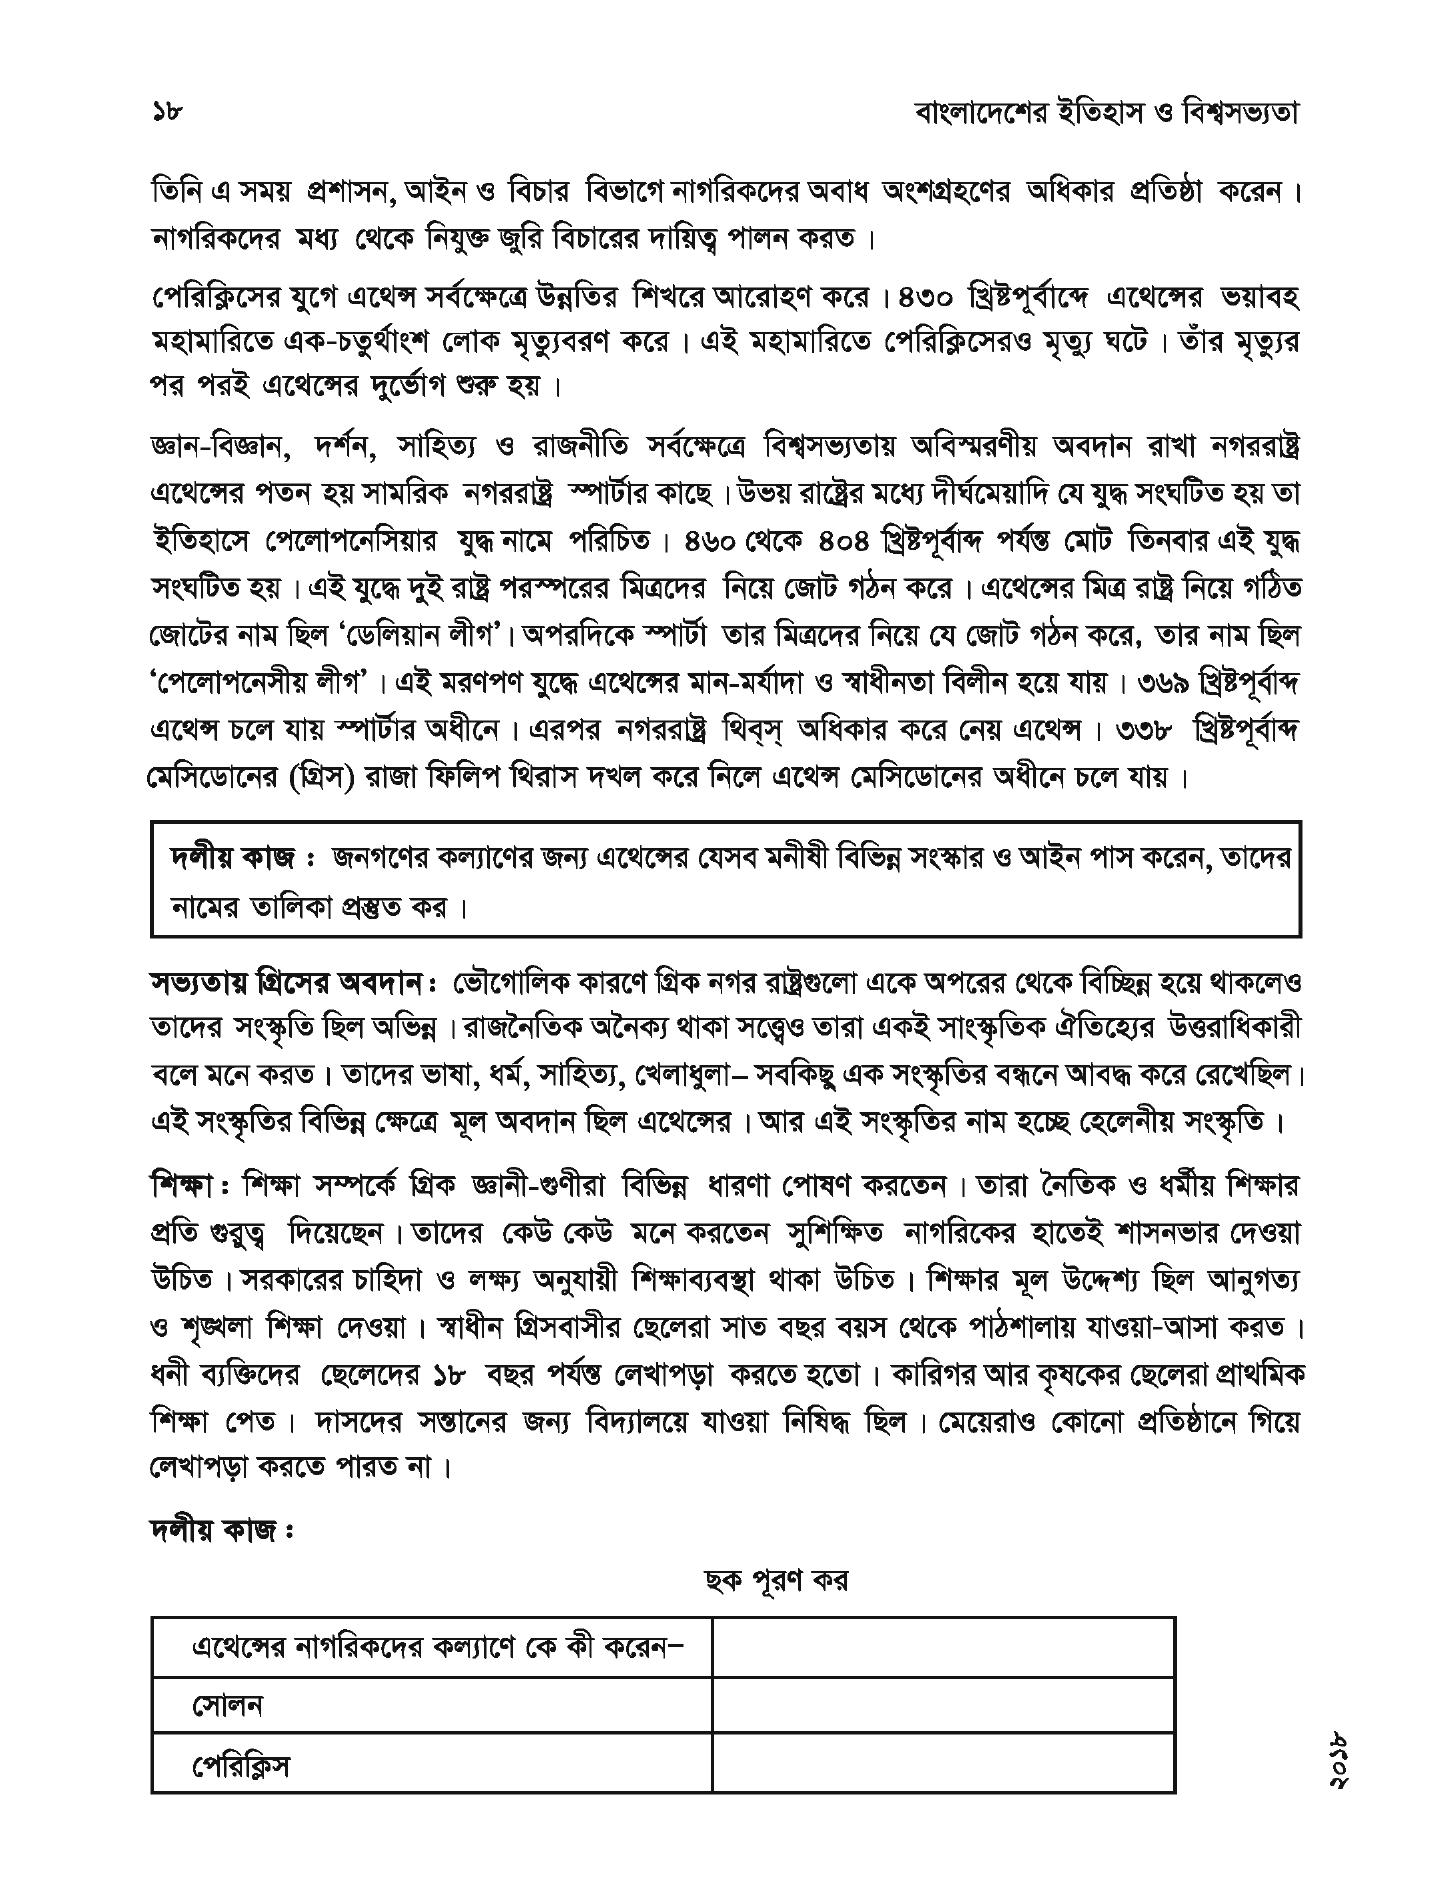 ১৮ বাংলাদেশের ইতিহাস ও বিশ্বসভ্যতা
তিনি এ সময় প্রশাসন, আইন ও বিচার বিভাগে নাগরিকদের অবাধ অংশগ্রহণের অধিকার প্রতিষ্ঠা করেন।
নাগরিকদের মধ্য থেকে নিযুক্ত জুরি বিচারের দায়িত্ব পালন করত।
পেরিক্লিসের যুগে এথেন্স সর্বক্ষেত্রে উন্নতির শিখরে আরোহণ করে। ৪৩০ খ্রিষ্টপূর্বাব্দে এথেন্সের ভয়াবহ
মহামারিতে এক-চতুর্থাংশ লোক মৃত্যুবরণ করে। এই মহামারিতে পেরিক্লিসেরও মৃত্যু ঘটে। তাঁর মৃত্যুর
পর পরই এথেন্সের দুর্ভোগ শুরু হয়।
জ্ঞান-বিজ্ঞান, দর্শন, সাহিত্য ও রাজনীতি সর্বক্ষেত্রে বিশ্বসভ্যতায় অবিস্মরণীয় অবদান রাখা নগররাষ্ট্র
এথেন্সের পতন হয় সামরিক নগররাষ্ট্র স্পার্টার কাছে। উভয় রাষ্ট্রের মধ্যে দীর্ঘমেয়াদি যে যুদ্ধ সংঘটিত হয় তা
ইতিহাসে পেলোপনেসিয়ার যুদ্ধ নামে পরিচিত। ৪৬০ থেকে ৪০৪ খ্রিষ্টপূর্বাব্দ পর্যন্ত মোট তিনবার এই যুদ্ধ
সংঘটিত হয়। এই যুদ্ধে দুই রাষ্ট্র পরস্পরের মিত্রদের নিয়ে জোট গঠন করে। এথেন্সের মিত্র রাষ্ট্র নিয়ে গঠিত
জোটের নাম ছিল ‘ডেলিয়ান লীগ’। অপরদিকে স্পার্টা তার মিত্রদের নিয়ে যে জোট গঠন করে, তার নাম ছিল
‘পেলোপনেসীয় লীগ’। এই মরণপণ যুদ্ধে এথেন্সের মান-মর্যাদা ও স্বাধীনতা বিলীন হয়ে যায়। ৩৬৯ খ্রিষ্টপূর্বাব্দ
এথেন্স চলে যায় স্পার্টার অধীনে। এরপর নগররাষ্ট্র থিব্‌স্ অধিকার করে নেয় এথেন্স। ৩৩৮ খ্রিষ্টপূর্বাব্দ
মেসিডোনের (গ্রিস) রাজা ফিলিপ থিরাস দখল করে নিলে এথেন্স মেসিডোনের অধীনে চলে যায়।
দলীয় কাজ : জনগণের কল্যাণের জন্য এথেন্সের যেসব মনীষী বিভিন্ন সংস্কার ও আইন পাস করেন, তাদের
নামের তালিকা প্রস্তুত কর।
সভ্যতায় গ্রিসের অবদান : ভৌগোলিক কারণে গ্রিক নগর রাষ্ট্রগুলো একে অপরের থেকে বিচ্ছিন্ন হয়ে থাকলেও
তাদের সংস্কৃতি ছিল অভিন্ন। রাজনৈতিক অনৈক্য থাকা সত্ত্বেও তারা একই সাংস্কৃতিক ঐতিহ্যের উত্তরাধিকারী
বলে মনে করত। তাদের ভাষা, ধর্ম, সাহিত্য, খেলাধুলা– সবকিছু এক সংস্কৃতির বন্ধনে আবদ্ধ করে রেখেছিল।
এই সংস্কৃতির বিভিন্ন ক্ষেত্রে মূল অবদান ছিল এথেন্সের। আর এই সংস্কৃতির নাম হচ্ছে হেলেনীয় সংস্কৃতি।
শিক্ষা : শিক্ষা সম্পর্কে গ্রিক জ্ঞানী-গুণীরা বিভিন্ন ধারণা পোষণ করতেন। তারা নৈতিক ও ধর্মীয় শিক্ষার
প্রতি গুরুত্ব দিয়েছেন। তাদের কেউ কেউ মনে করতেন সুশিক্ষিত নাগরিকের হাতেই শাসনভার দেওয়া
উচিত। সরকারের চাহিদা ও লক্ষ্য অনুযায়ী শিক্ষাব্যবস্থা থাকা উচিত। শিক্ষার মূল উদ্দেশ্য ছিল আনুগত্য
ও শৃঙ্খলা শিক্ষা দেওয়া। স্বাধীন গ্রিসবাসীর ছেলেরা সাত বছর বয়স থেকে পাঠশালায় যাওয়া-আসা করত।
ধনী ব্যক্তিদের ছেলেদের ১৮ বছর পর্যন্ত লেখাপড়া করতে হতো। কারিগর আর কৃষকের ছেলেরা প্রাথমিক
শিক্ষা পেত। দাসদের সন্তানের জন্য বিদ্যালয়ে যাওয়া নিষিদ্ধ ছিল। মেয়েরাও কোনো প্রতিষ্ঠানে গিয়ে
লেখাপড়া করতে পারত না।
দলীয় কাজ :
ছক পূরণ কর
এথেন্সের নাগরিকদের কল্যাণে কে কী করেন–
সোলন
পেরিক্লিস
২০১৮